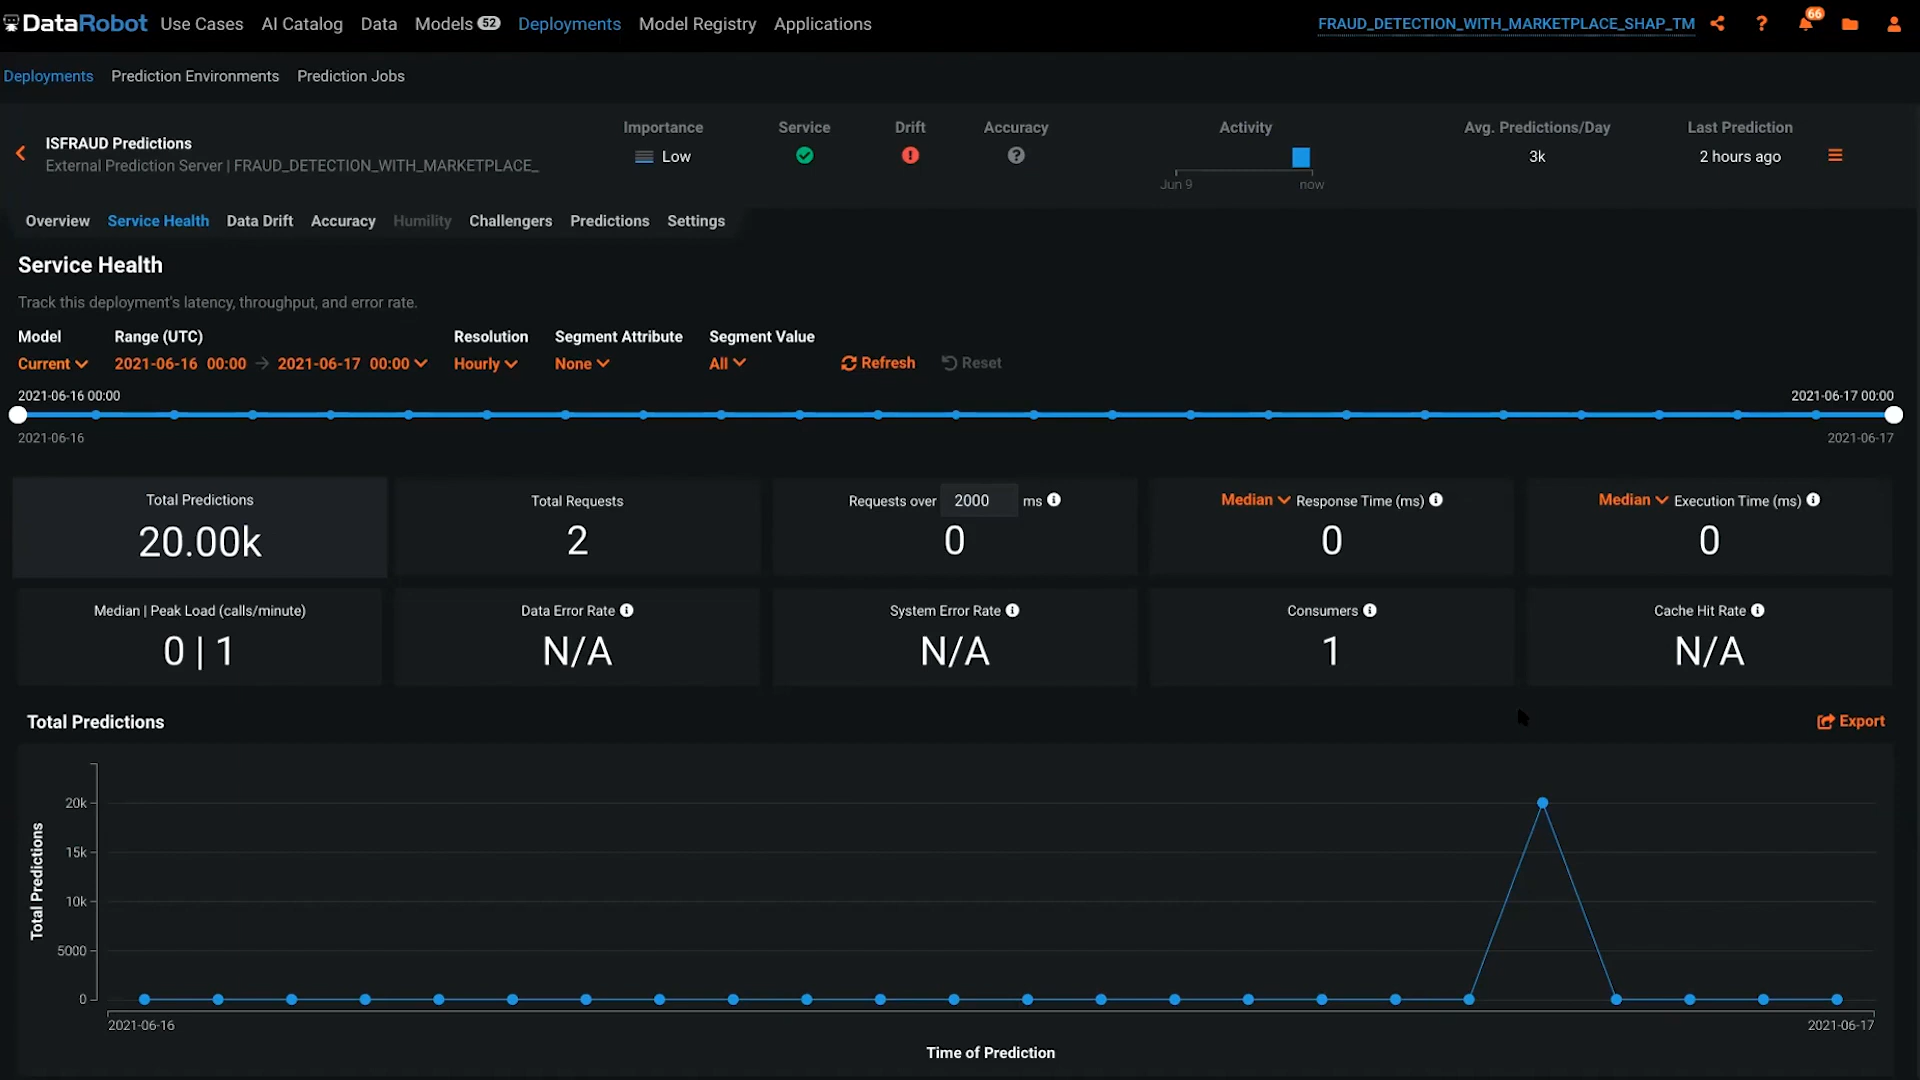 DataRobot Use Cases AI Catalog Data Models 52 Deployments Model Registry Applications FRAUD_DETECTION_WITH_MARKETPLACE_SHAP_TM ? 66
Deployments Prediction Environments Prediction Jobs
Importance Service Drift Accuracy Activity Avg. Predictions/Day Last Prediction
ISFRAUD Predictions
Low ! ? 3k 2 hours ago
External Prediction Server | FRAUD_DETECTION_WITH_MARKETPLACE_
Jun 9 now
Overview Service Health Data Drift Accuracy Humility Challengers Predictions Settings
Service Health
Track this deployment's latency, throughput, and error rate.
Model Range (UTC) Resolution Segment Attribute Segment Value
Current 2021-06-16 00:00 → 2021-06-17 00:00 Hourly None All Refresh Reset
2021-06-16 00:00 2021-06-17 00:00
2021-06-16 2021-06-17
Total Predictions Total Requests Requests over 2000 ms Median Response Time (ms) Median Execution Time (ms)
20.00k 2 0 0 0
Median | Peak Load (calls/minute) Data Error Rate System Error Rate Consumers Cache Hit Rate
0 | 1 N/A N/A 1 N/A
Total Predictions Export
Total Predictions
20k
15k
10k
5000
0
2021-06-16 2021-06-17
Time of Prediction